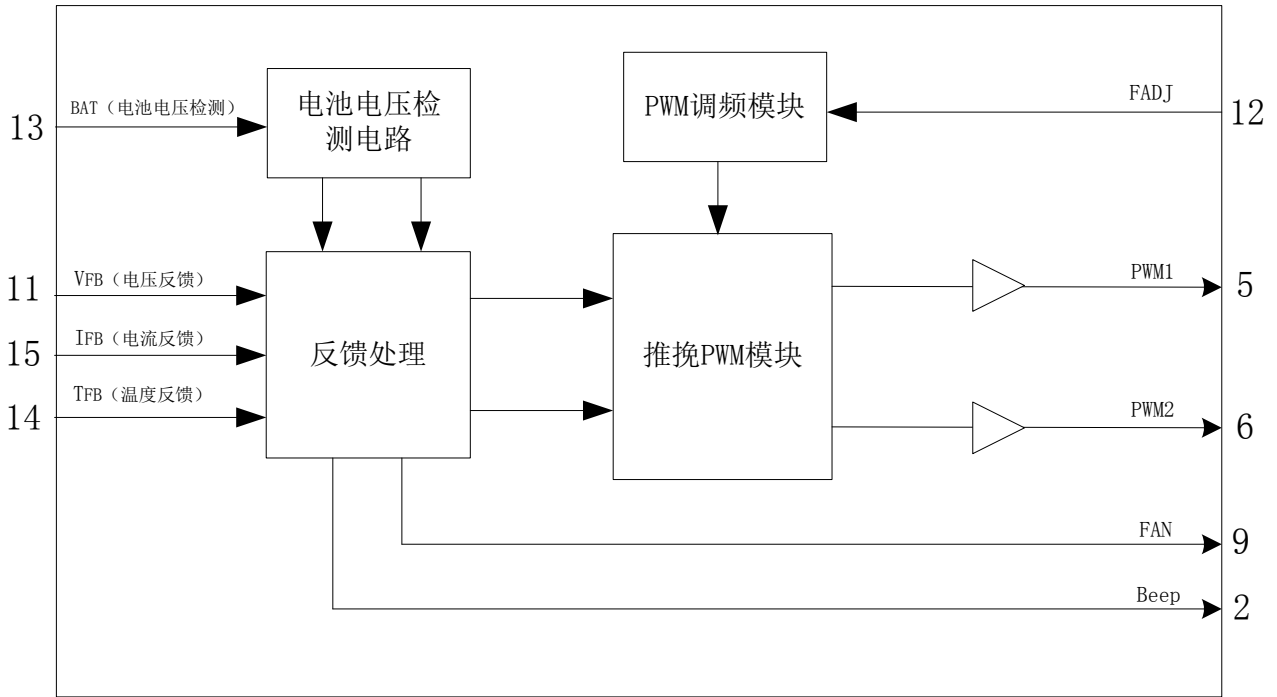 13
BAT（电池电压检测）
电池电压检
测电路
PWM调频模块
FADJ
12
11
VFB（电压反馈）
15
IFB（电流反馈）
14
TFB（温度反馈）
反馈处理
推挽PWM模块
PWM1
5
PWM2
6
FAN
9
Beep
2